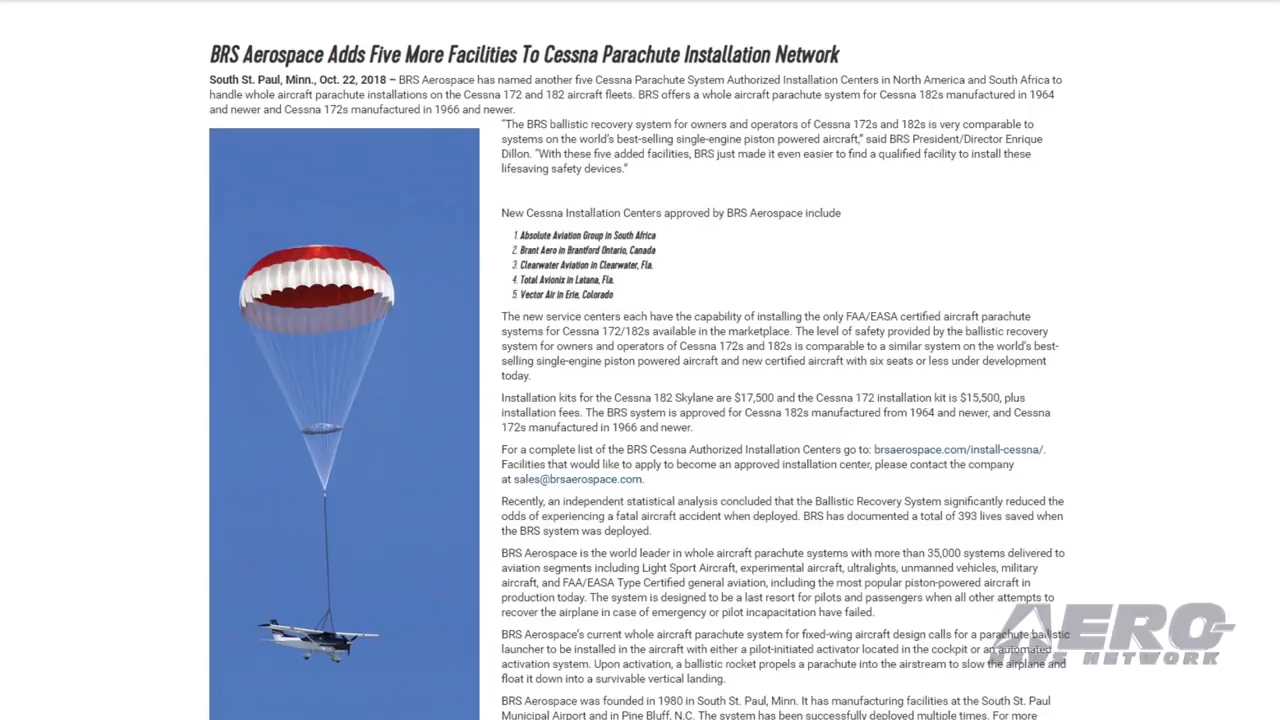 BRS Aerospace Adds Five More Facilities To Cessna Parachute Installation Network
South St. Paul, Minn., Oct. 22, 2018 – BRS Aerospace has named another five Cessna Parachute System Authorized Installation Centers in North America and South Africa to
handle whole aircraft parachute installations on the Cessna 172 and 182 aircraft fleets. BRS offers a whole aircraft parachute system for Cessna 182s manufactured in 1964
and newer and Cessna 172s manufactured in 1966 and newer.
“The BRS ballistic recovery system for owners and operators of Cessna 172s and 182s is very comparable to
systems on the world’s best-selling single-engine piston powered aircraft,” said BRS President/Director Enrique
Dillon. “With these five added facilities, BRS just made it even easier to find a qualified facility to install these
lifesaving safety devices.”
New Cessna Installation Centers approved by BRS Aerospace include
1. Absolute Aviation Group in South Africa
2. Brant Aero in Brantford Ontario, Canada
3. Clearwater Aviation in Clearwater, Fla.
4. Total Avionix in Latana, Fla.
5. Vector Air in Erie, Colorado
The new service centers each have the capability of installing the only FAA/EASA certified aircraft parachute
systems for Cessna 172/182s available in the marketplace. The level of safety provided by the ballistic recovery
system for owners and operators of Cessna 172s and 182s is comparable to a similar system on the world’s best-
selling single-engine piston powered aircraft and new certified aircraft with six seats or less under development
today.
Installation kits for the Cessna 182 Skylane are $17,500 and the Cessna 172 installation kit is $15,500, plus
installation fees. The BRS system is approved for Cessna 182s manufactured from 1964 and newer, and Cessna
172s manufactured in 1966 and newer.
For a complete list of the BRS Cessna Authorized Installation Centers go to: brsaerospace.com/install-cessna/.
Facilities that would like to apply to become an approved installation center, please contact the company
at sales@brsaerospace.com.
Recently, an independent statistical analysis concluded that the Ballistic Recovery System significantly reduced the
odds of experiencing a fatal aircraft accident when deployed. BRS has documented a total of 393 lives saved when
the BRS system was deployed.
BRS Aerospace is the world leader in whole aircraft parachute systems with more than 35,000 systems delivered to
aviation segments including Light Sport Aircraft, experimental aircraft, ultralights, unmanned vehicles, military
aircraft, and FAA/EASA Type Certified general aviation, including the most popular piston-powered aircraft in
production today. The system is designed to be a last resort for pilots and passengers when all other attempts to
recover the airplane in case of emergency or pilot incapacitation have failed.
BRS Aerospace’s current whole aircraft parachute system for fixed-wing aircraft design calls for a parachute ballistic
launcher to be installed in the aircraft with either a pilot-initiated activator located in the cockpit or an automated
activation system. Upon activation, a ballistic rocket propels a parachute into the airstream to slow the airplane and
float it down into a survivable vertical landing.
BRS Aerospace was founded in 1980 in South St. Paul, Minn. It has manufacturing facilities at the South St. Paul
Municipal Airport and in Pine Bluff, N.C. The system has been successfully deployed multiple times. For more
AERO
NETWORK